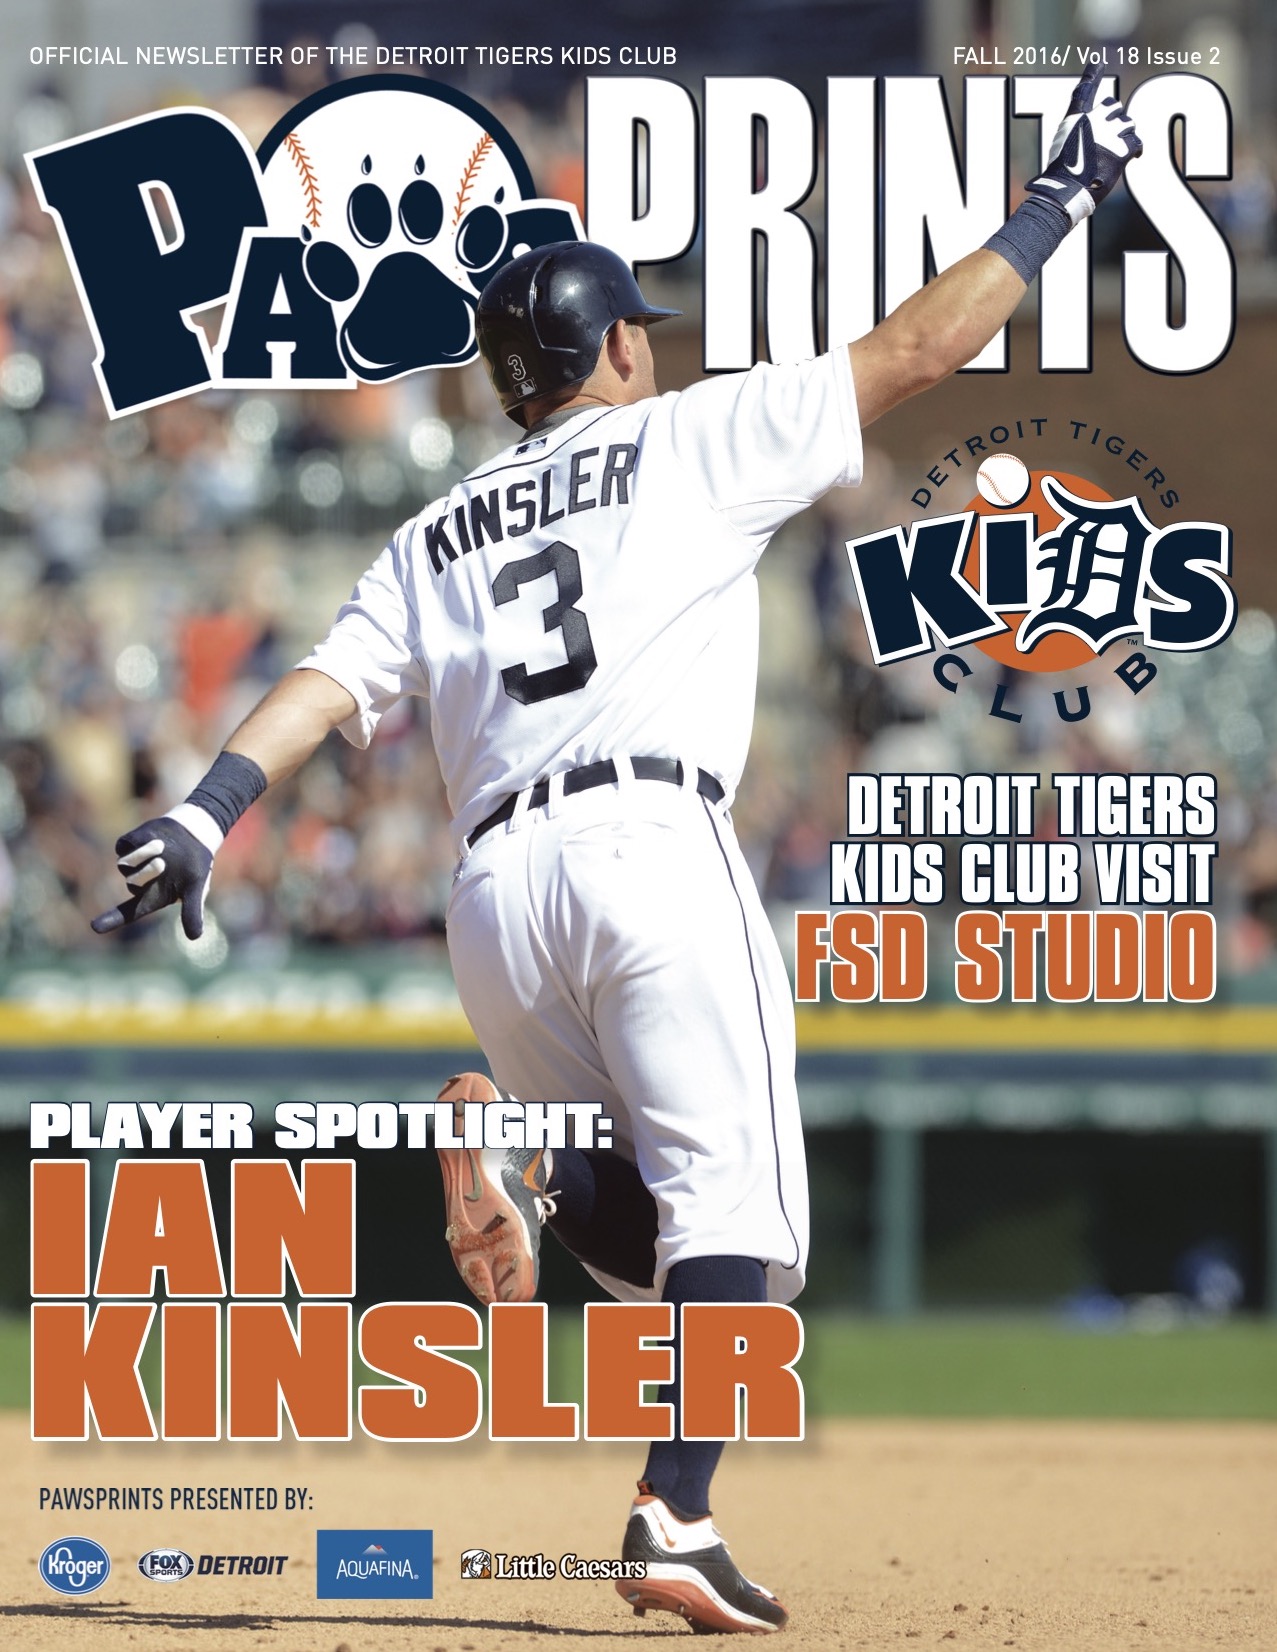 OFFICIAL NEWSLETTER OF THE DETROIT TIGERS KIDS CLUB
FALL 2016/ Vol 18 Issue 2
PAWS PRINTS
3
KINSLER
3
DETROIT TIGERS
KiDS
™
CLUB
DETROIT TIGERS
KIDS CLUB VISIT
FSD STUDIO
PLAYER SPOTLIGHT:
IAN
KINSLER
PAWSPRINTS PRESENTED BY:
Kroger
FOX SPORTS DETROIT
AQUAFINA®
Little Caesars